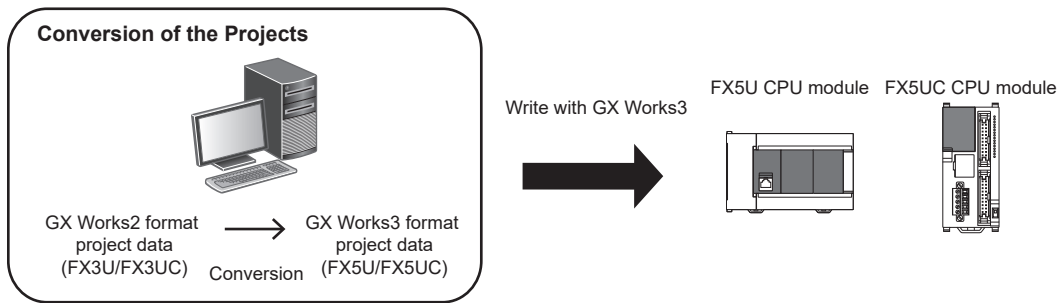 Conversion of the Projects
GX Works2 format
project data
(FX3U/FX3UC)
Conversion
GX Works3 format
project data
(FX5U/FX5UC)
Write with GX Works3
FX5U CPU module
FX5UC CPU module